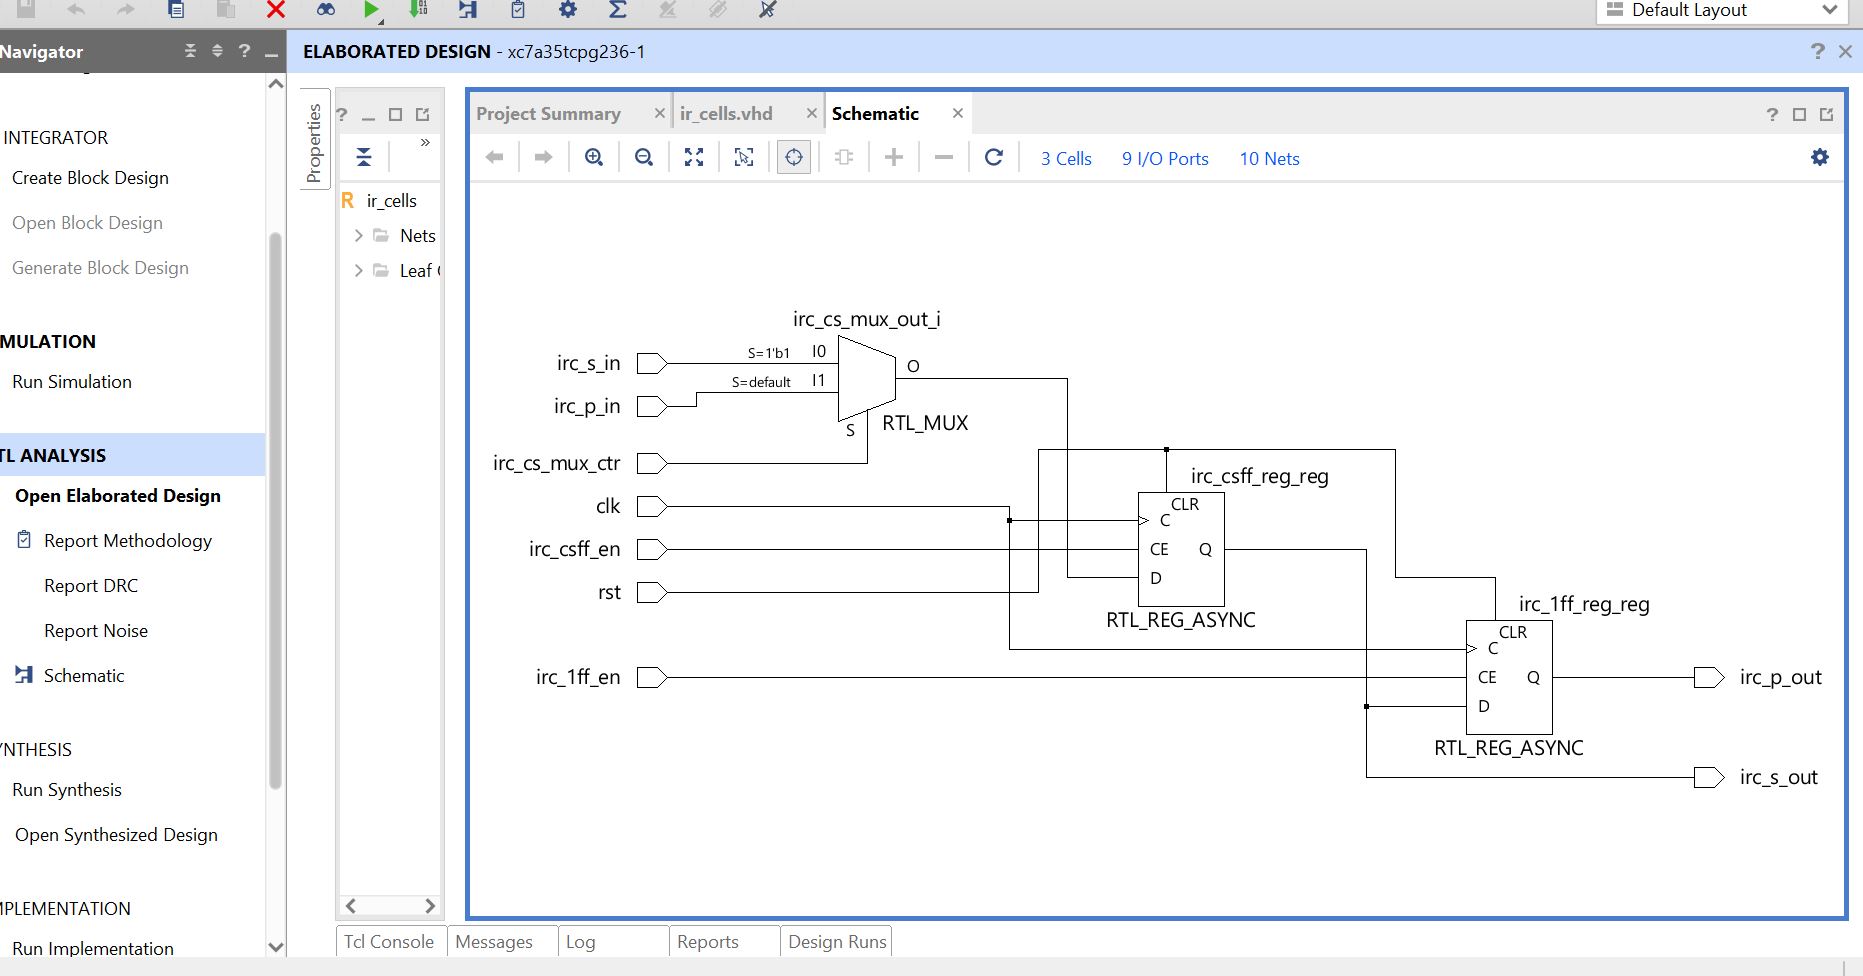 Default Layout
Navigator
?
ELABORATED DESIGN - xc7a35tcpg236-1
?
INTEGRATOR
Create Block Design
Open Block Design
Generate Block Design
MULATION
Run Simulation
TL ANALYSIS
Open Elaborated Design
Report Methodology
Report DRC
Report Noise
Schematic
NTHESIS
Run Synthesis
Open Synthesized Design
MPLEMENTATION
Run Implementation
Properties
?
»
R ir_cells
Nets
Leaf
Project Summary
ir_cells.vhd
Schematic
?
3 Cells 9 I/O Ports 10 Nets
irc_cs_mux_out_i
irc_s_in
S=1'b1 I0
O
irc_p_in
S=default I1
S
RTL_MUX
irc_cs_mux_ctr
clk
irc_csff_en
rst
irc_1ff_en
irc_csff_reg_reg
CLR
C
CE Q
D
RTL_REG_ASYNC
irc_1ff_reg_reg
CLR
C
CE Q
D
RTL_REG_ASYNC
irc_p_out
irc_s_out
Tcl Console
Messages
Log
Reports
Design Runs